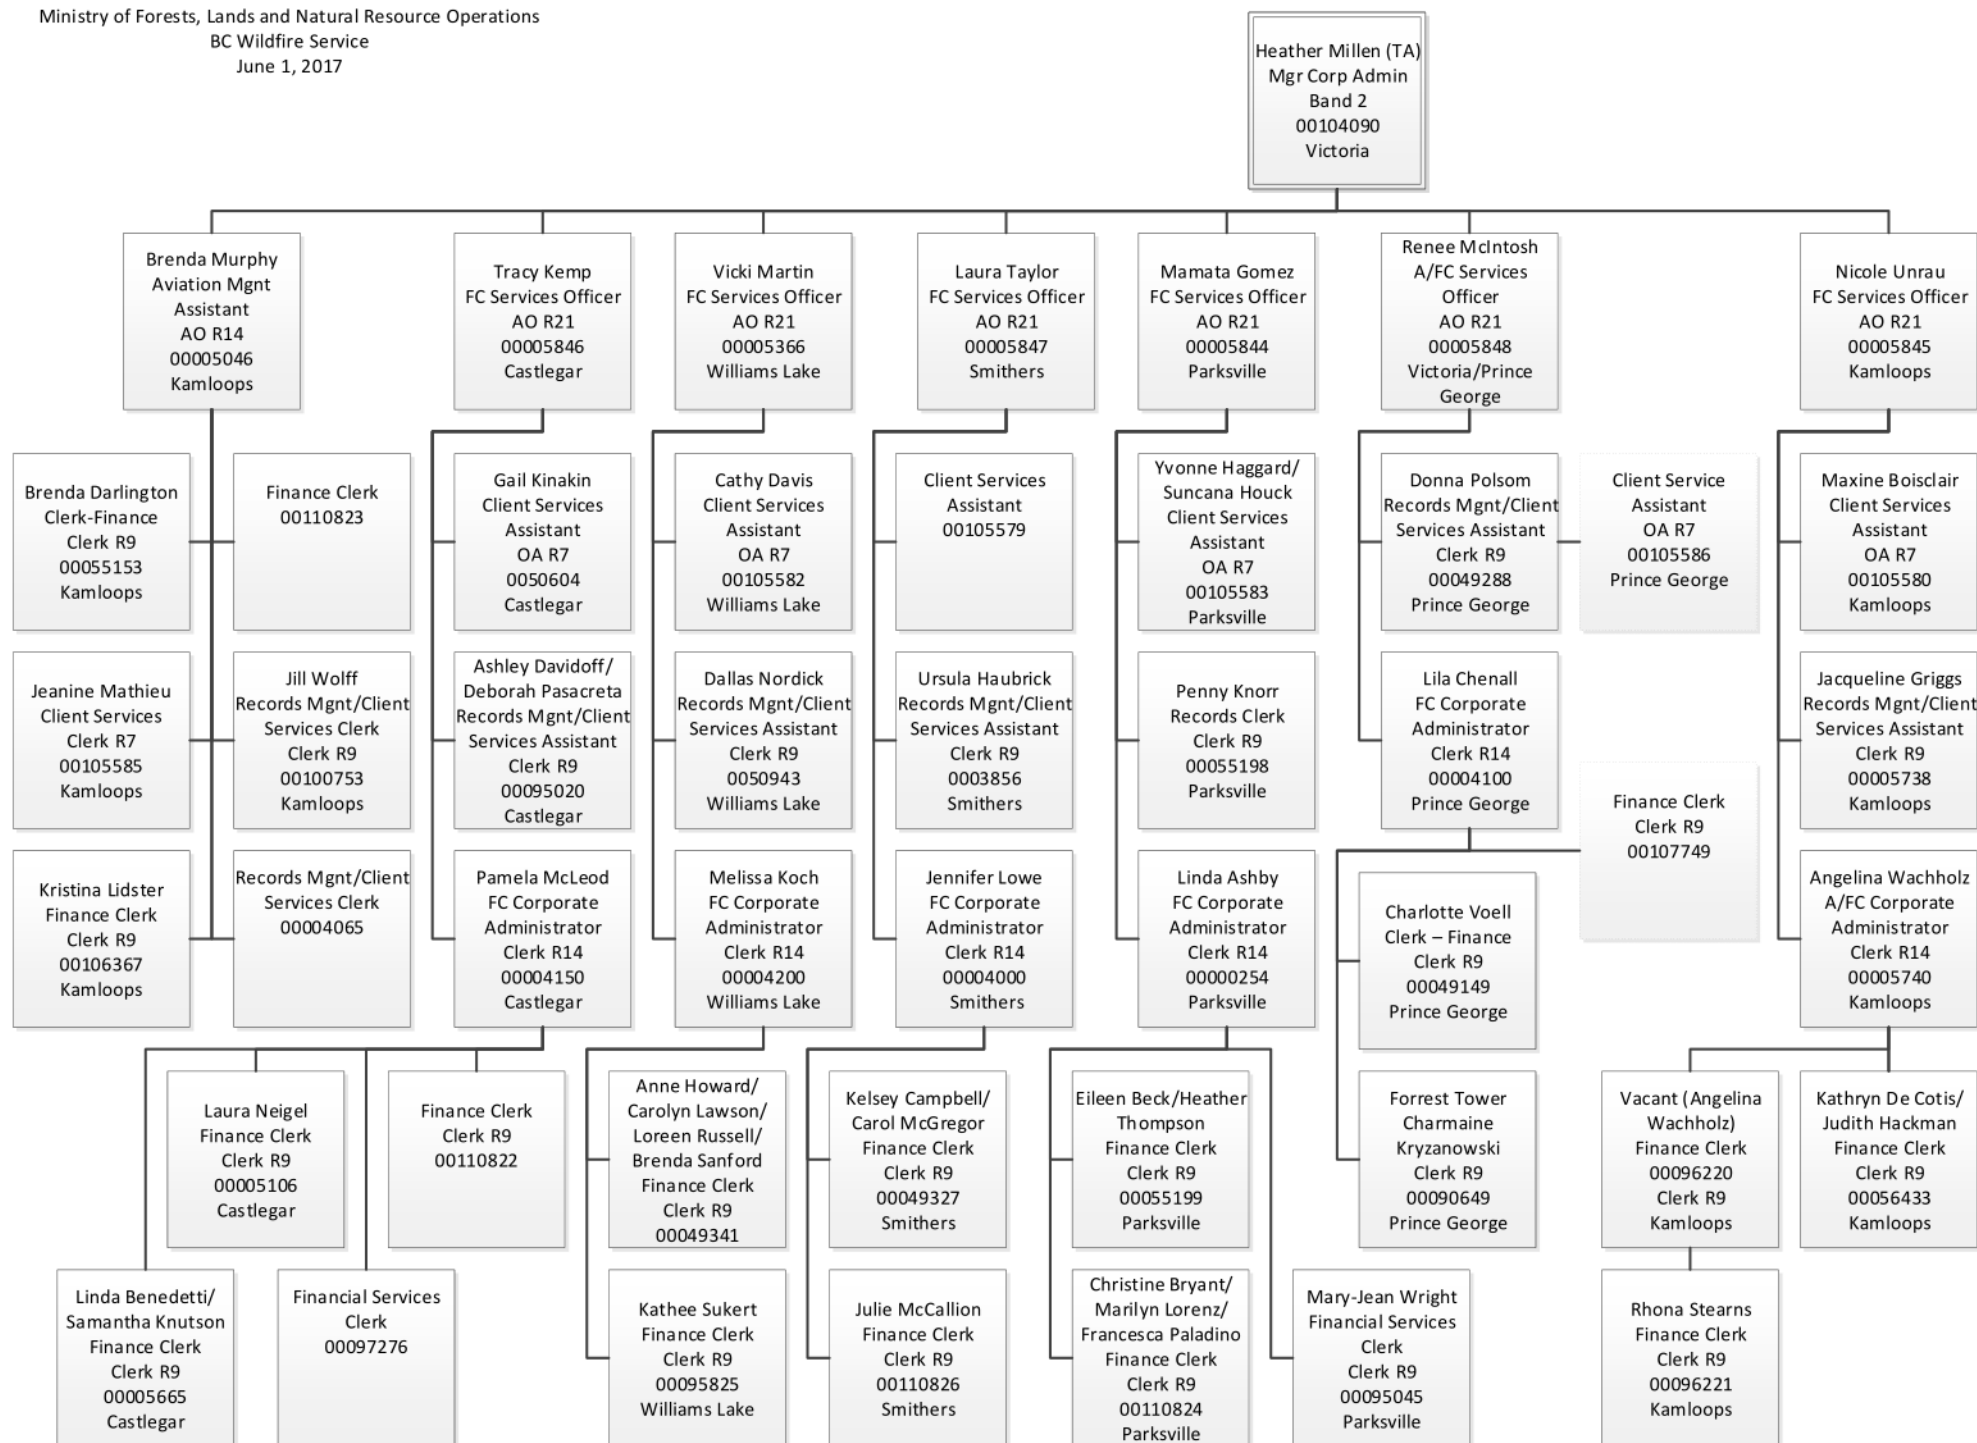 Ministry of Forests, Lands and Natural Resource Operations
BC Wildfire Service
June 1, 2017
Heather Millen (TA)
Mgr Corp Admin
Band 2
00104090
Victoria
Brenda Murphy
Aviation Mgnt
Assistant
AO R14
00005046
Kamloops
Tracy Kemp
FC Services Officer
AO R21
00005846
Castlegar
Vicki Martin
FC Services Officer
AO R21
00005366
Williams Lake
Laura Taylor
FC Services Officer
AO R21
00005847
Smithers
Mamata Gomez
FC Services Officer
AO R21
00005844
Parksville
Renee McIntosh
A/FC Services
Officer
AO R21
00005848
Victoria/Prince
George
Nicole Unrau
FC Services Officer
AO R21
00005845
Kamloops
Brenda Darlington
Clerk-Finance
Clerk R9
00055153
Kamloops
Finance Clerk
00110823
Gail Kinakin
Client Services
Assistant
OA R7
0050604
Castlegar
Cathy Davis
Client Services
Assistant
OA R7
00105582
Williams Lake
Client Services
Assistant
00105579
Yvonne Haggard/
Suncana Houck
Client Services
Assistant
OA R7
00105583
Parksville
Donna Polsom
Records Mgnt/Client
Services Assistant
Clerk R9
00049288
Prince George
Client Service
Assistant
OA R7
00105586
Prince George
Maxine Boisclair
Client Services
Assistant
OA R7
00105580
Kamloops
Jeanine Mathieu
Client Services
Clerk R7
00105585
Kamloops
Jill Wolff
Records Mgnt/Client
Services Clerk
Clerk R9
00100753
Kamloops
Ashley Davidoff/
Deborah Pasacreta
Records Mgnt/Client
Services Assistant
Clerk R9
00095020
Castlegar
Dallas Nordick
Records Mgnt/Client
Services Assistant
Clerk R9
0050943
Williams Lake
Ursula Haubrick
Records Mgnt/Client
Services Assistant
Clerk R9
0003856
Smithers
Penny Knorr
Records Clerk
Clerk R9
00055198
Parksville
Lila Chenall
FC Corporate
Administrator
Clerk R14
00004100
Prince George
Finance Clerk
Clerk R9
00107749
Jacqueline Griggs
Records Mgnt/Client
Services Assistant
Clerk R9
00005738
Kamloops
Kristina Lidster
Finance Clerk
Clerk R9
00106367
Kamloops
Records Mgnt/Client
Services Clerk
00004065
Pamela McLeod
FC Corporate
Administrator
Clerk R14
00004150
Castlegar
Melissa Koch
FC Corporate
Administrator
Clerk R14
00004200
Williams Lake
Jennifer Lowe
FC Corporate
Administrator
Clerk R14
00004000
Smithers
Linda Ashby
FC Corporate
Administrator
Clerk R14
00000254
Parksville
Charlotte Voell
Clerk – Finance
Clerk R9
00049149
Prince George
Angelina Wachholz
A/FC Corporate
Administrator
Clerk R14
00005740
Kamloops
Laura Neigel
Finance Clerk
Clerk R9
00005106
Castlegar
Finance Clerk
Clerk R9
00110822
Anne Howard/
Carolyn Lawson/
Loreen Russell/
Brenda Sanford
Finance Clerk
Clerk R9
00049341
Kelsey Campbell/
Carol McGregor
Finance Clerk
Clerk R9
00049327
Smithers
Eileen Beck/Heather
Thompson
Finance Clerk
Clerk R9
00055199
Parksville
Forrest Tower
Charmaine
Kryzanowski
Clerk R9
00090649
Prince George
Vacant (Angelina
Wachholz)
Finance Clerk
00096220
Clerk R9
Kamloops
Kathryn De Cotis/
Judith Hackman
Finance Clerk
Clerk R9
00056433
Kamloops
Linda Benedetti/
Samantha Knutson
Finance Clerk
Clerk R9
00005665
Castlegar
Financial Services
Clerk
00097276
Kathee Sukert
Finance Clerk
Clerk R9
00095825
Williams Lake
Julie McCallion
Finance Clerk
Clerk R9
00110826
Smithers
Christine Bryant/
Marilyn Lorenz/
Francesca Paladino
Finance Clerk
Clerk R9
00110824
Parksville
Mary-Jean Wright
Financial Services
Clerk
Clerk R9
00095045
Parksville
Rhona Stearns
Finance Clerk
Clerk R9
00096221
Kamloops